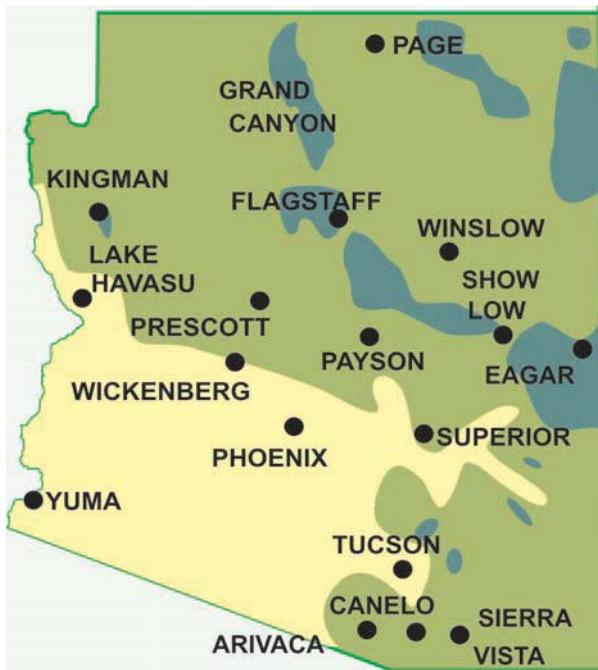 PAGE
GRAND
CANYON
KINGMAN
FLAGSTAFF
WINSLOW
LAKE
HAVASU
SHOW
LOW
PRESCOTT
PAYSON
EAGAR
WICKENBERG
PHOENIX
SUPERIOR
YUMA
TUCSON
CANELO
SIERRA
VISTA
ARIVACA